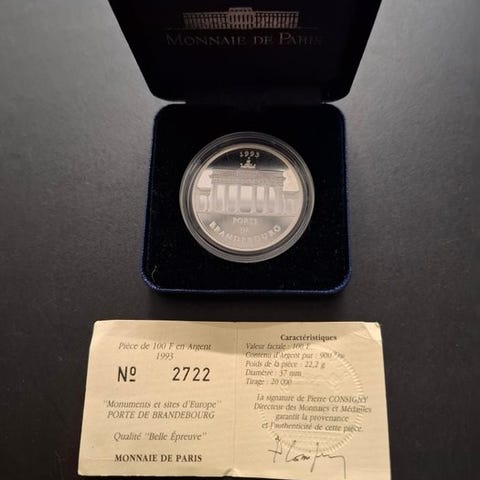 MONNAIE DE PARIS
1993
PORTE
DE
BRANDEBOURG
Pièce de 100 F en Argent
1993
Nº 2722
"Monuments et sites d'Europe"
PORTE DE BRANDEBOURG
Qualité "Belle Épreuve"
MONNAIE DE PARIS
Caractéristiques
Valeur faciale : 100 F
Contenu d'Argent pur : 900
Poids de la pièce : 22,2 g
Diamètre : 37 mm
Tirage : 20 000
La signature de Pierre CONSIGNY
Directeur des Monnaies et Médailles
garantit la provenance
et l'authenticité de cette pièce